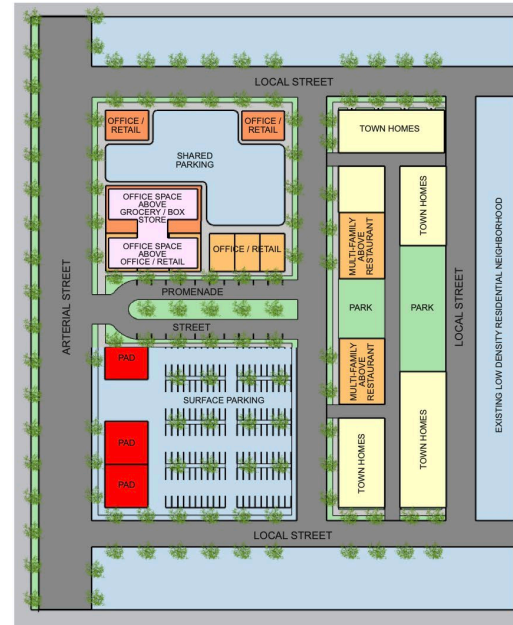 LOCAL STREET
OFFICE /
RETAIL
OFFICE /
RETAIL
TOWN HOMES
SHARED
PARKING
OFFICE SPACE
ABOVE
GROCERY / BOX
STORE
OFFICE SPACE
ABOVE
OFFICE / RETAIL
OFFICE / RETAIL
TOWN HOMES
MULTI-FAMILY
ABOVE
RESTAURANT
PROMENADE
STREET
PARK
PARK
ARTERIAL STREET
LOCAL STREET
EXISTING LOW DENSITY RESIDENTIAL NEIGHBORHOOD
PAD
MULTI-FAMILY
ABOVE
RESTAURANT
SURFACE PARKING
PAD
PAD
TOWN HOMES
TOWN HOMES
LOCAL STREET